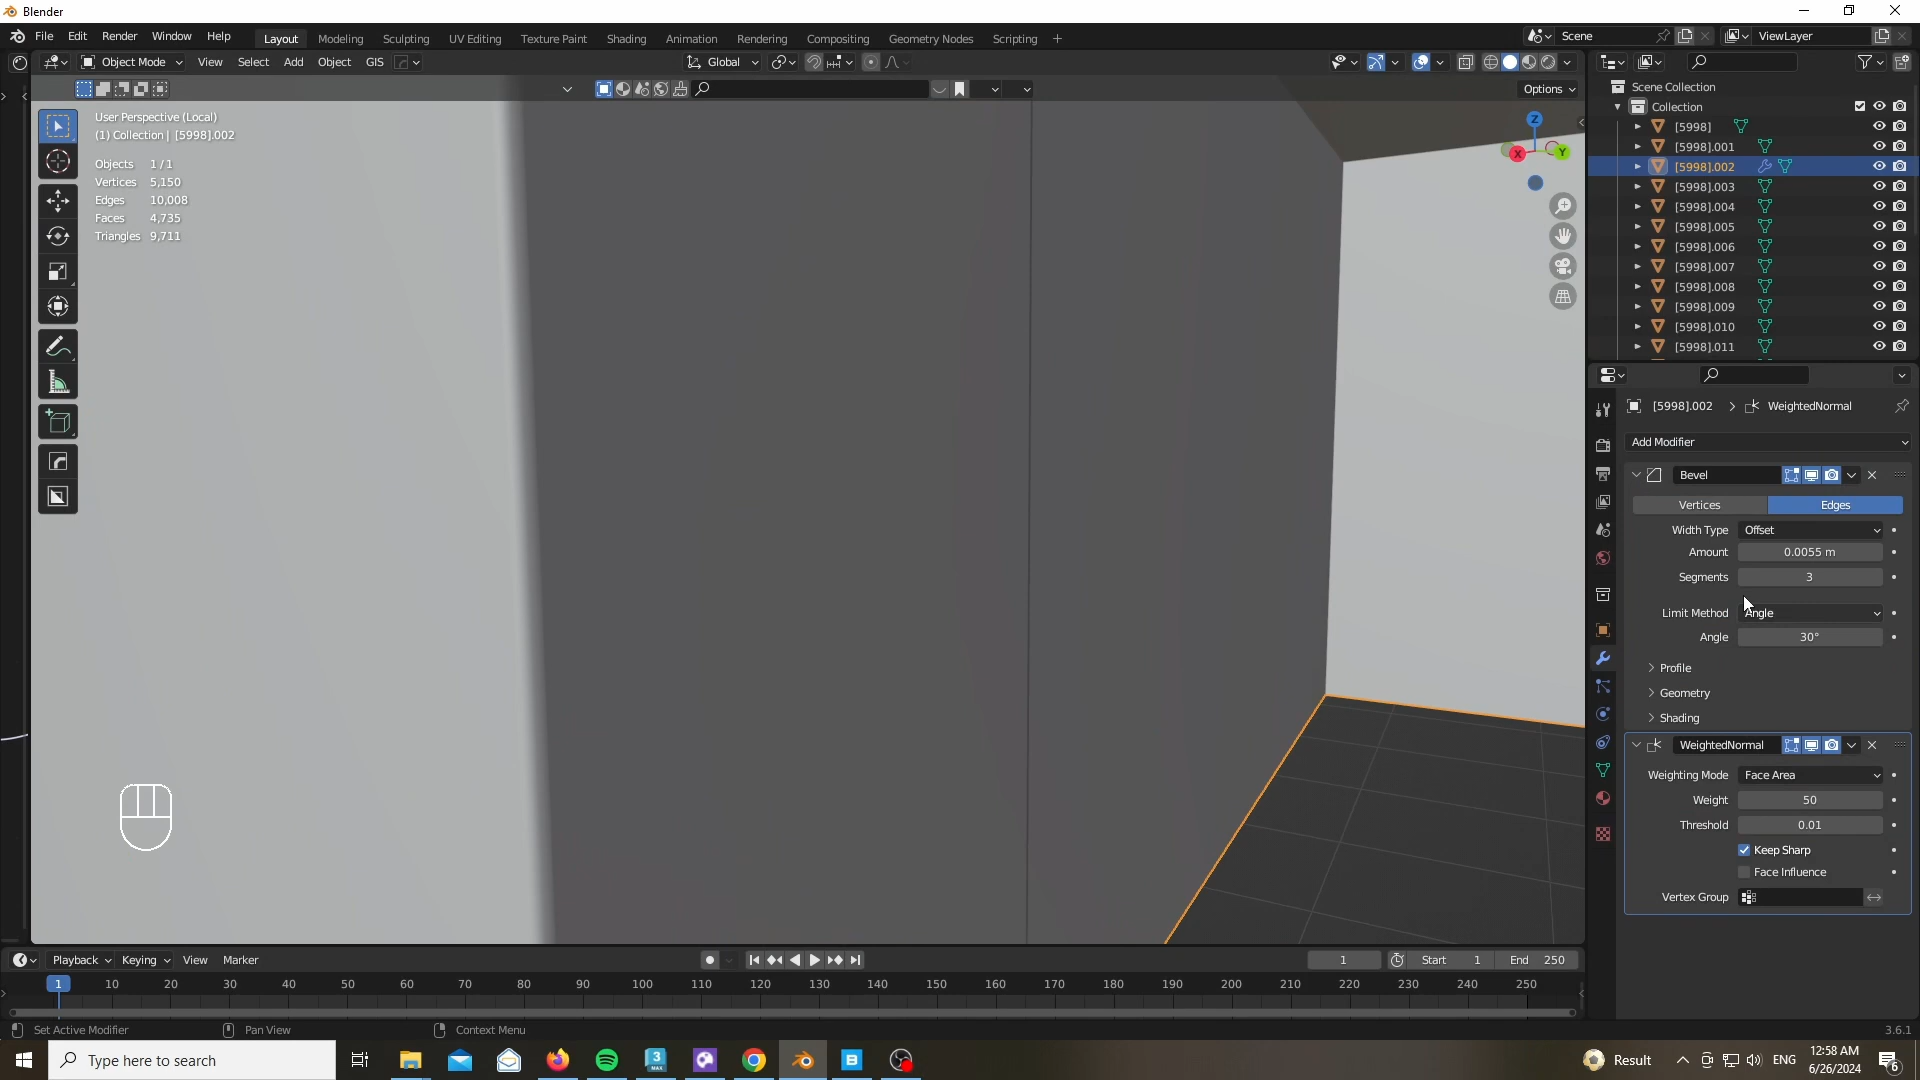 Blender
File Edit Render Window Help Layout Modeling Sculpting UV Editing Texture Paint Shading Animation Rendering Compositing Geometry Nodes Scripting + Scene ViewLayer
Object Mode View Select Add Object GIS Global
Options
User Perspective (Local)
(1) Collection | [5998].002
Objects 1/1
Vertices 5,150
Edges 10,008
Faces 4,735
Triangles 9,711
Z
X
Y
Scene Collection
Collection
[5998]
[5998].001
[5998].002
[5998].003
[5998].004
[5998].005
[5998].006
[5998].007
[5998].008
[5998].009
[5998].010
[5998].011
[5998].002 > WeightedNormal
Add Modifier
Bevel
Vertices Edges
Width Type Offset
Amount 0.0055 m
Segments 3
Limit Method Angle
Angle 30°
Profile
Geometry
Shading
WeightedNormal
Weighting Mode Face Area
Weight 50
Threshold 0.01
Keep Sharp
Face Influence
Vertex Group
Playback Keying View Marker 1 Start 1 End 250
1 10 20 30 40 50 60 70 80 90 100 110 120 130 140 150 160 170 180 190 200 210 220 230 240 250
Set Active Modifier Pan View Context Menu 3.6.1
Type here to search 3 MAX B Result ENG 12:58 AM
6/26/2024 6